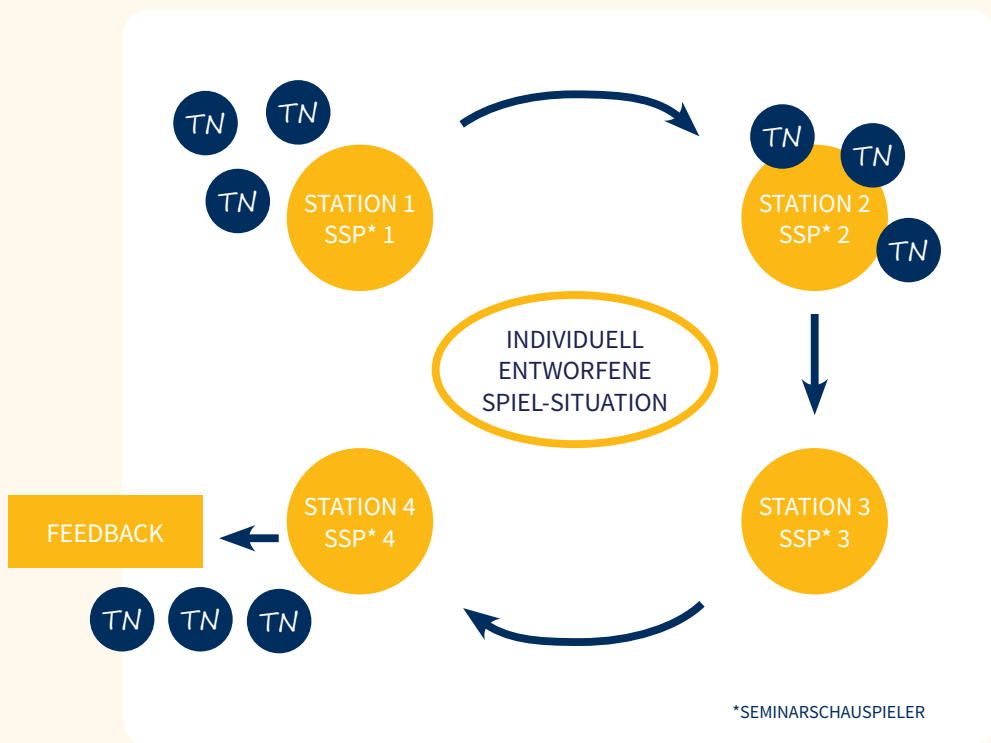 TN
TN
TN
STATION 1
SSP* 1
TN
TN
TN
STATION 2
SSP* 2
INDIVIDUELL
ENTWORFENE
SPIEL-SITUATION
STATION 3
SSP* 3
STATION 4
SSP* 4
FEEDBACK
TN
TN
TN
*SEMINARSCHAUSPIELER